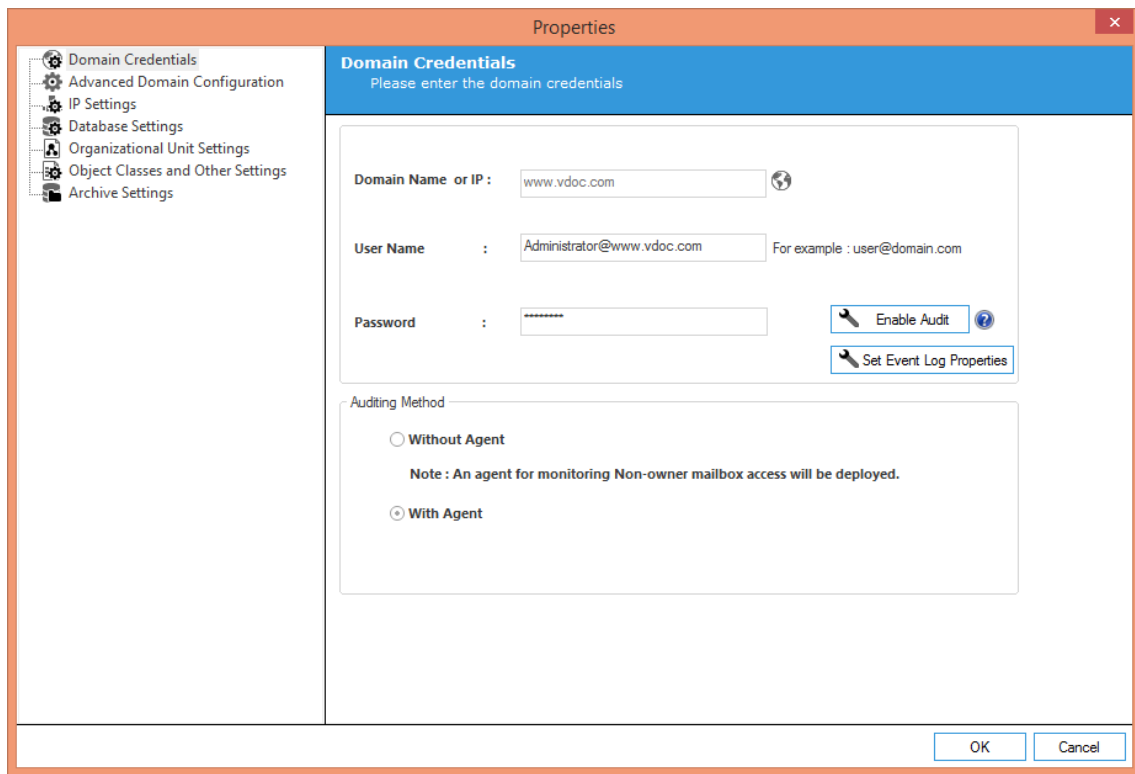 Properties
Domain Credentials
Advanced Domain Configuration
IP Settings
Database Settings
Organizational Unit Settings
Object Classes and Other Settings
Archive Settings
Domain Credentials
Please enter the domain credentials
Domain Name or IP :
www.vdoc.com
User Name :
Administrator@www.vdoc.com
For example : user@domain.com
Password :
********
Enable Audit
Set Event Log Properties
Auditing Method
Without Agent
Note : An agent for monitoring Non-owner mailbox access will be deployed.
With Agent
OK
Cancel